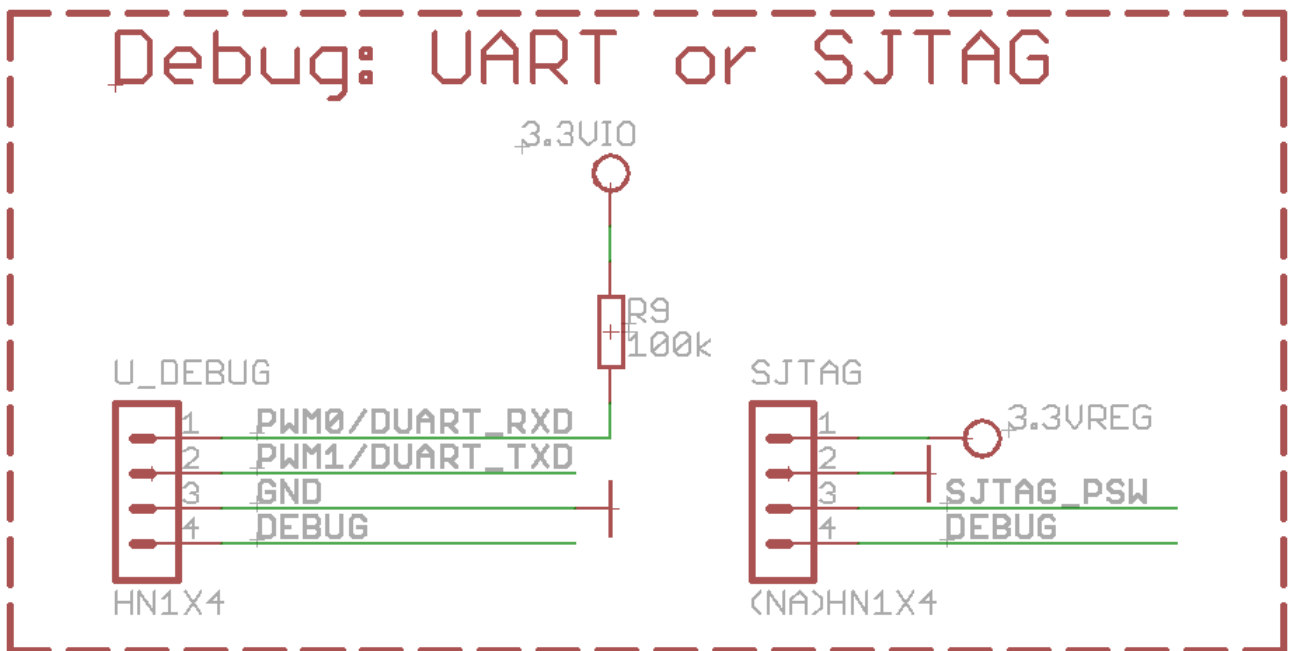 Debug: UART or SJTAG
3.3VIO
R9
100k
U_DEBUG
1 PWM0/DUART_RXD
2 PWM1/DUART_TXD
3 GND
4 DEBUG
HN1X4
SJTAG
1 3.3VREG
2
3 SJTAG_PSW
4 DEBUG
(NA)HN1X4